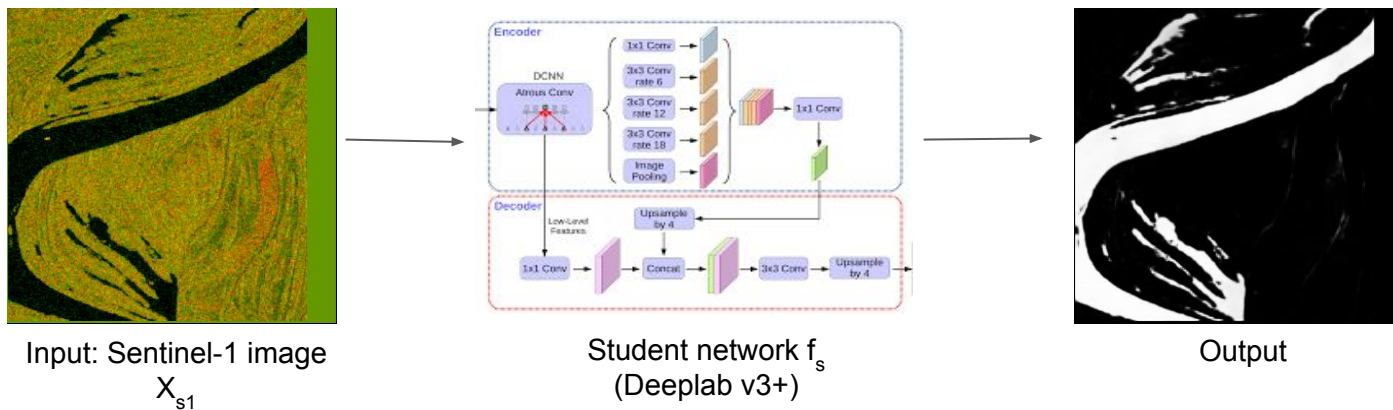 Encoder
DCNN
Atrous Conv
1x1 Conv
3x3 Conv
rate 6
3x3 Conv
rate 12
3x3 Conv
rate 18
Image
Pooling
1x1 Conv
Decoder
Low-Level
Features
Upsample
by 4
1x1 Conv
Concat
3x3 Conv
Upsample
by 4
Input: Sentinel-1 image
X_s1
Student network f_s
(Deeplab v3+)
Output